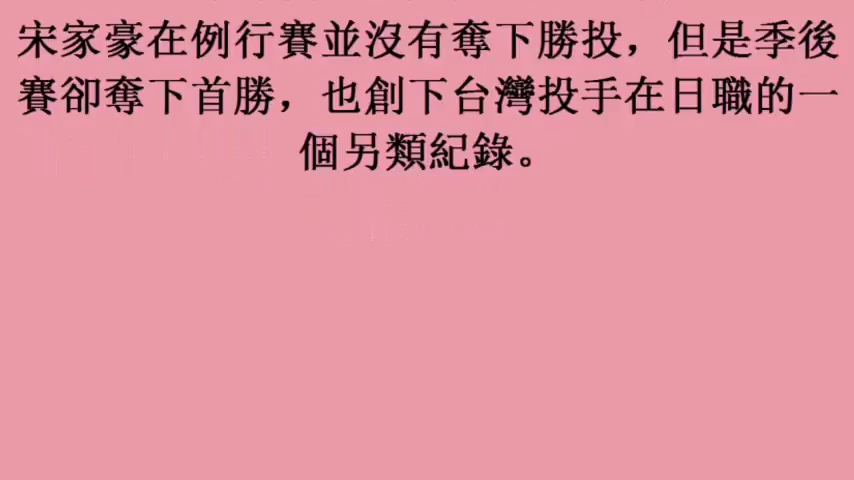 宋家豪在例行賽並沒有奪下勝投，但是季後
賽卻奪下首勝，也創下台灣投手在日職的一
個另類紀錄。